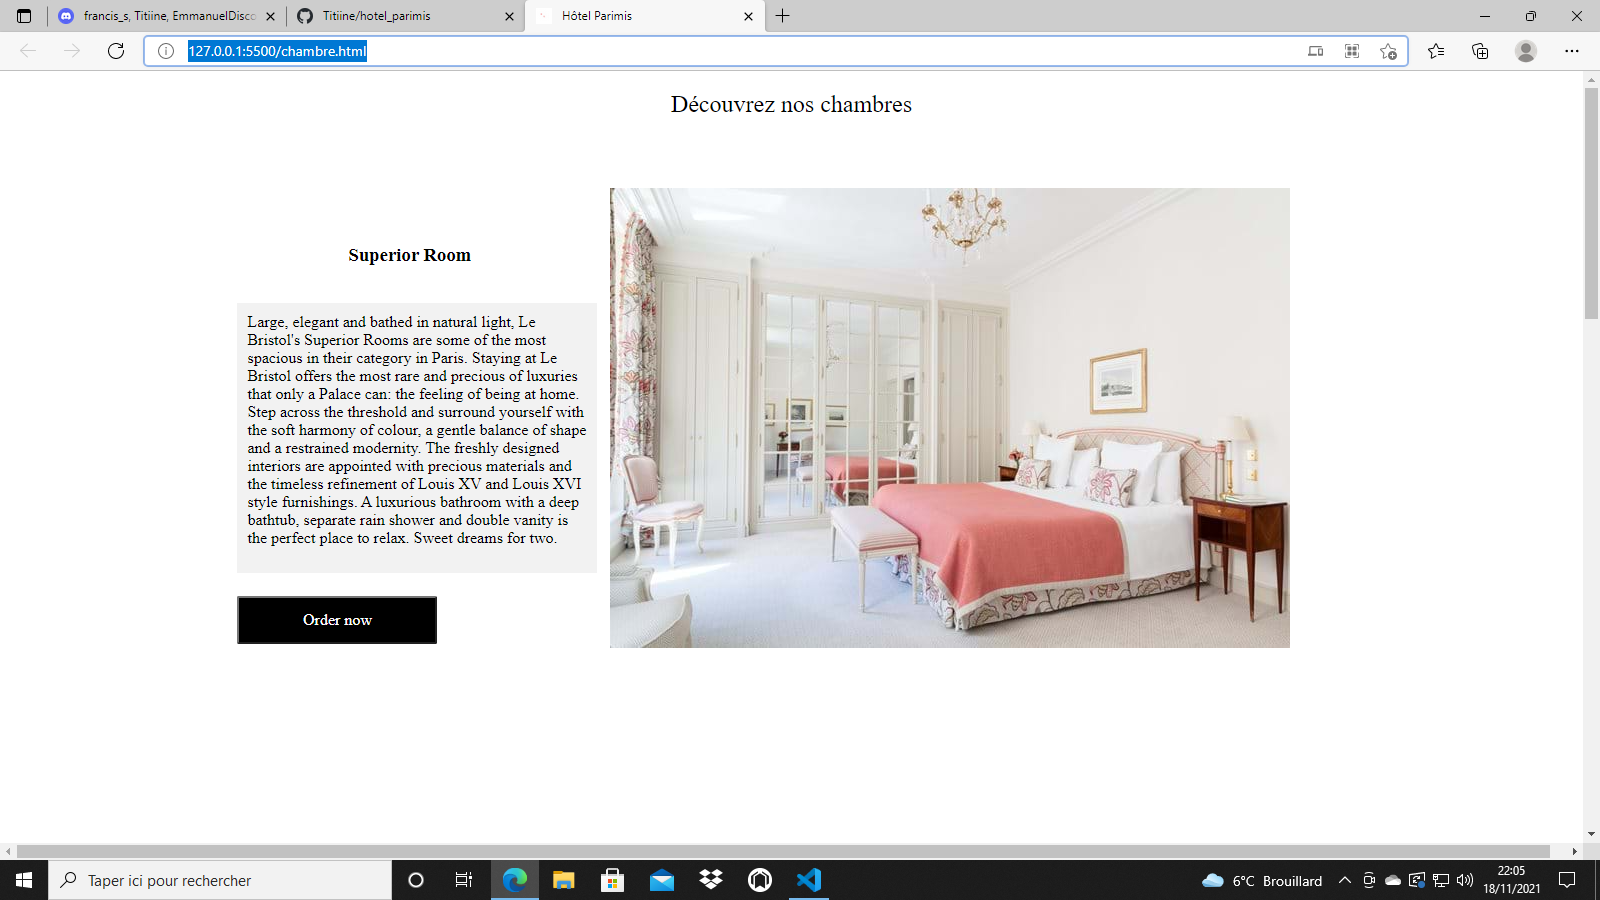 francis_s, Titiine, EmmanuelDisco
Titiine/hotel_parimis
Hôtel Parimis
127.0.0.1:5500/chambre.html
Découvrez nos chambres
Superior Room
Large, elegant and bathed in natural light, Le
Bristol's Superior Rooms are some of the most
spacious in their category in Paris. Staying at Le
Bristol offers the most rare and precious of luxuries
that only a Palace can: the feeling of being at home.
Step across the threshold and surround yourself with
the soft harmony of colour, a gentle balance of shape
and a restrained modernity. The freshly designed
interiors are appointed with precious materials and
the timeless refinement of Louis XV and Louis XVI
style furnishings. A luxurious bathroom with a deep
bathtub, separate rain shower and double vanity is
the perfect place to relax. Sweet dreams for two.
Order now
Taper ici pour rechercher
6°C Brouillard
22:05
18/11/2021